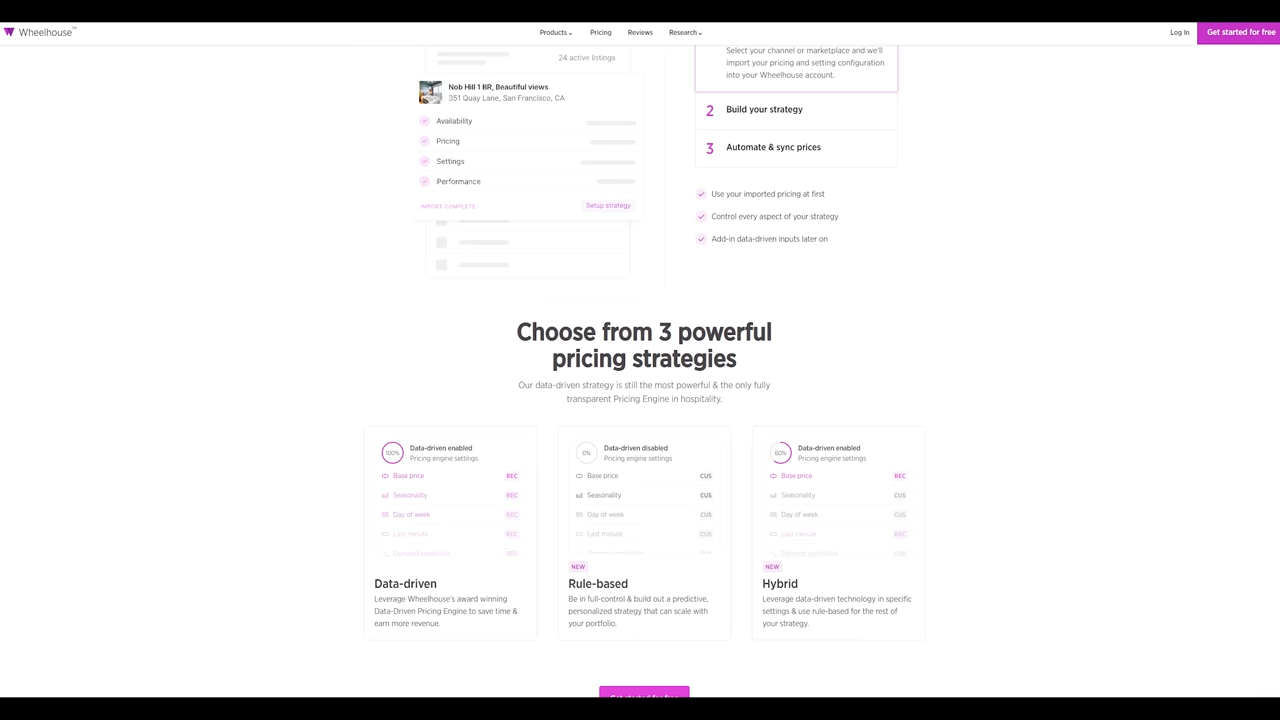 Wheelhouse™
Products
Pricing
Reviews
Research
Log In
Get started for free
24 active listings
Nob Hill 1 BR, Beautiful views
351 Quay Lane, San Francisco, CA
Availability
Pricing
Settings
Performance
IMPORT COMPLETE
Setup strategy
Select your channel or marketplace and we'll
import your pricing and setting configuration
into your Wheelhouse account.
2 Build your strategy
3 Automate & sync prices
Use your imported pricing at first
Control every aspect of your strategy
Add-in data-driven inputs later on
Choose from 3 powerful
pricing strategies
Our data-driven strategy is still the most powerful & the only fully
transparent Pricing Engine in hospitality.
100%
Data-driven enabled
Pricing engine settings
Base price REC
Seasonality REC
Day of week REC
Last minute REC
Demand sensitivity REC
Data-driven
Leverage Wheelhouse's award winning
Data-Driven Pricing Engine to save time &
earn more revenue.
0%
Data-driven disabled
Pricing engine settings
Base price CUS
Seasonality CUS
Day of week CUS
Last minute CUS
Demand sensitivity CUS
NEW
Rule-based
Be in full-control & build out a predictive,
personalized strategy that can scale with
your portfolio.
60%
Data-driven enabled
Pricing engine settings
Base price REC
Seasonality CUS
Day of week CUS
Last minute REC
Demand sensitivity CUS
NEW
Hybrid
Leverage data-driven technology in specific
settings & use rule-based for the rest of
your strategy.